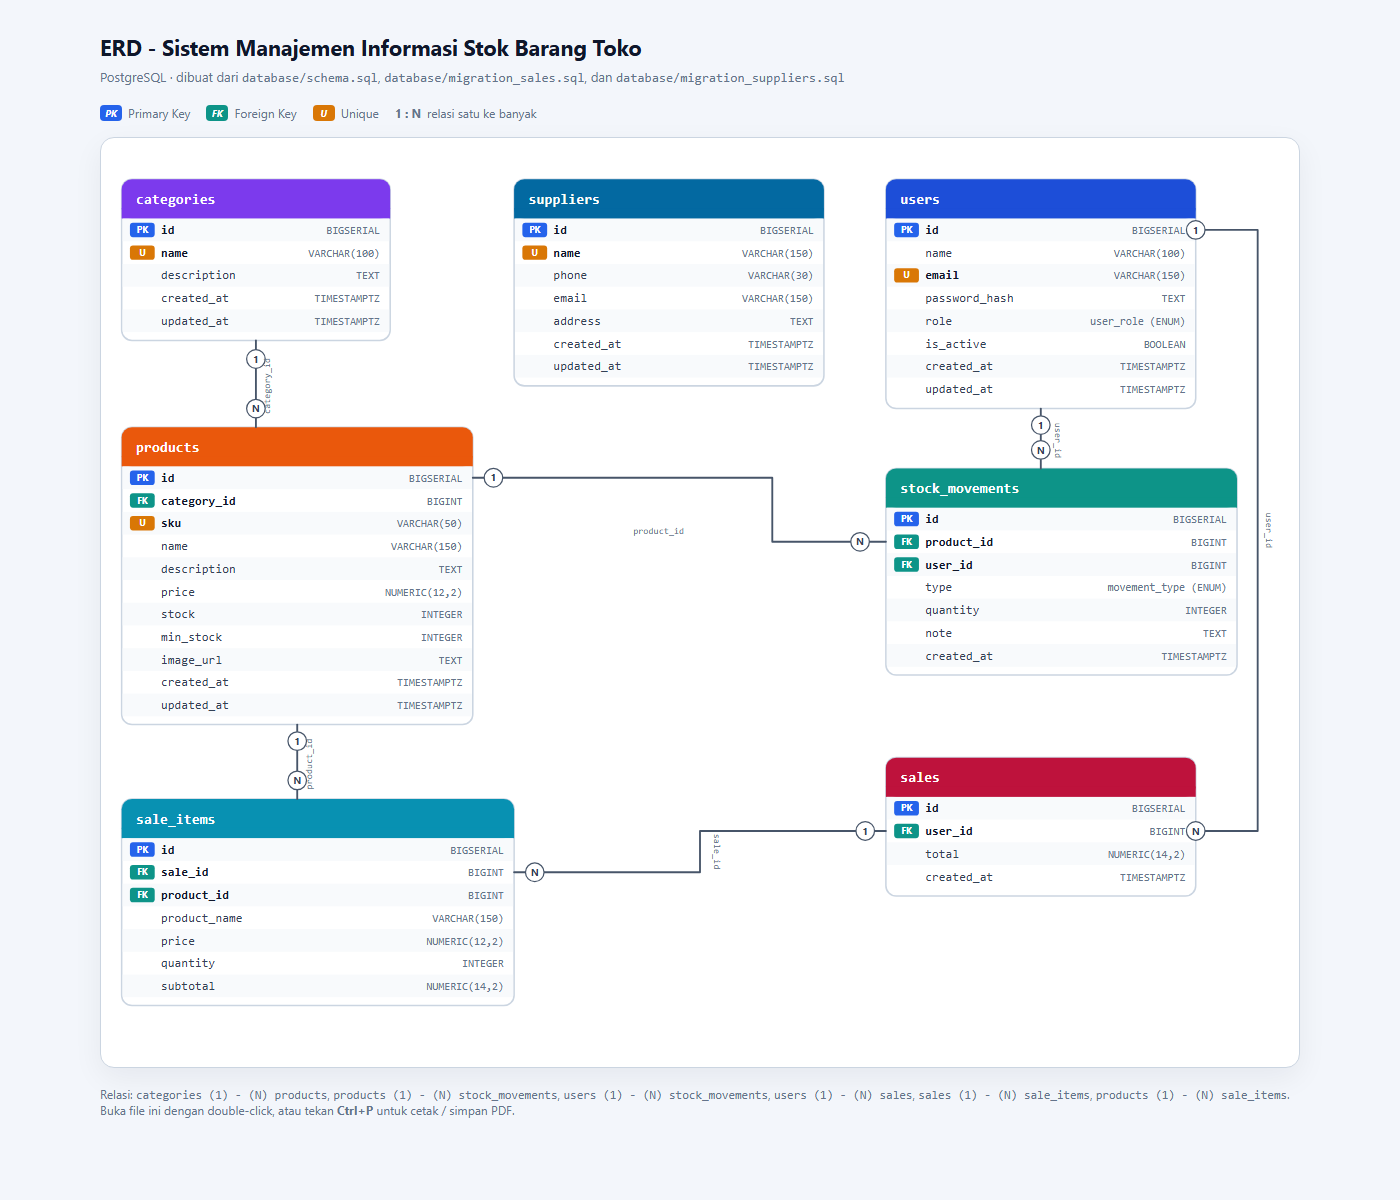 ERD - Sistem Manajemen Informasi Stok Barang Toko
PostgreSQL · dibuat dari database/schema.sql, database/migration_sales.sql, dan database/migration_suppliers.sql
PK Primary Key FK Foreign Key U Unique 1 : N relasi satu ke banyak
categories
PK id BIGSERIAL
U name VARCHAR(100)
description TEXT
created_at TIMESTAMPTZ
updated_at TIMESTAMPTZ
suppliers
PK id BIGSERIAL
U name VARCHAR(150)
phone VARCHAR(30)
email VARCHAR(150)
address TEXT
created_at TIMESTAMPTZ
updated_at TIMESTAMPTZ
users
PK id BIGSERIAL 1
name VARCHAR(100)
U email VARCHAR(150)
password_hash TEXT
role user_role (ENUM)
is_active BOOLEAN
created_at TIMESTAMPTZ
updated_at TIMESTAMPTZ
1
category_id
N
1
user_id
N
products
PK id BIGSERIAL 1
FK category_id BIGINT
U sku VARCHAR(50)
name VARCHAR(150)
description TEXT
price NUMERIC(12,2)
stock INTEGER
min_stock INTEGER
image_url TEXT
created_at TIMESTAMPTZ
updated_at TIMESTAMPTZ
product_id
N
stock_movements
PK id BIGSERIAL
FK product_id BIGINT
FK user_id BIGINT
type movement_type (ENUM)
quantity INTEGER
note TEXT
created_at TIMESTAMPTZ
user_id
1
product_id
N
sale_items
PK id BIGSERIAL
FK sale_id BIGINT N
FK product_id BIGINT
product_name VARCHAR(150)
price NUMERIC(12,2)
quantity INTEGER
subtotal NUMERIC(14,2)
sale_id
1
sales
PK id BIGSERIAL
FK user_id BIGINT N
total NUMERIC(14,2)
created_at TIMESTAMPTZ
Relasi: categories (1) - (N) products, products (1) - (N) stock_movements, users (1) - (N) stock_movements, users (1) - (N) sales, sales (1) - (N) sale_items, products (1) - (N) sale_items.
Buka file ini dengan double-click, atau tekan Ctrl+P untuk cetak / simpan PDF.